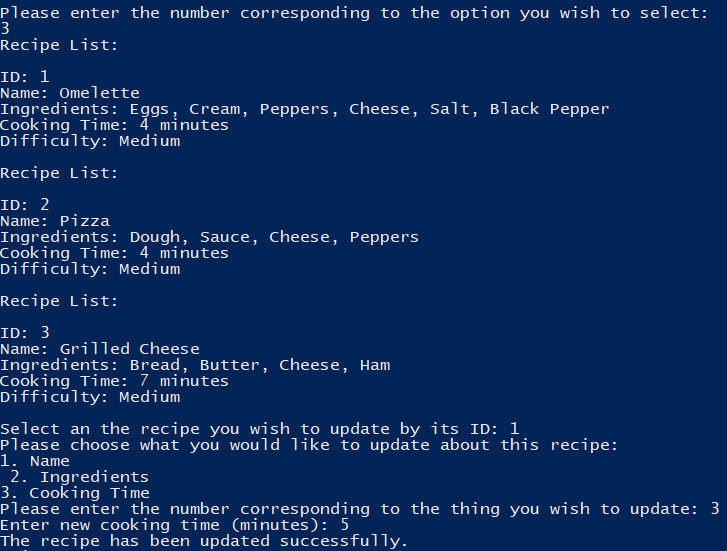 Please enter the number corresponding to the option you wish to select:
3
Recipe List:
ID: 1
Name: Omelette
Ingredients: Eggs, Cream, Peppers, Cheese, Salt, Black Pepper
Cooking Time: 4 minutes
Difficulty: Medium
Recipe List:
ID: 2
Name: Pizza
Ingredients: Dough, Sauce, Cheese, Peppers
Cooking Time: 4 minutes
Difficulty: Medium
Recipe List:
ID: 3
Name: Grilled Cheese
Ingredients: Bread, Butter, Cheese, Ham
Cooking Time: 7 minutes
Difficulty: Medium
Select an the recipe you wish to update by its ID: 1
Please choose what you would like to update about this recipe:
1. Name
2. Ingredients
3. Cooking Time
Please enter the number corresponding to the thing you wish to update: 3
Enter new cooking time (minutes): 5
The recipe has been updated successfully.